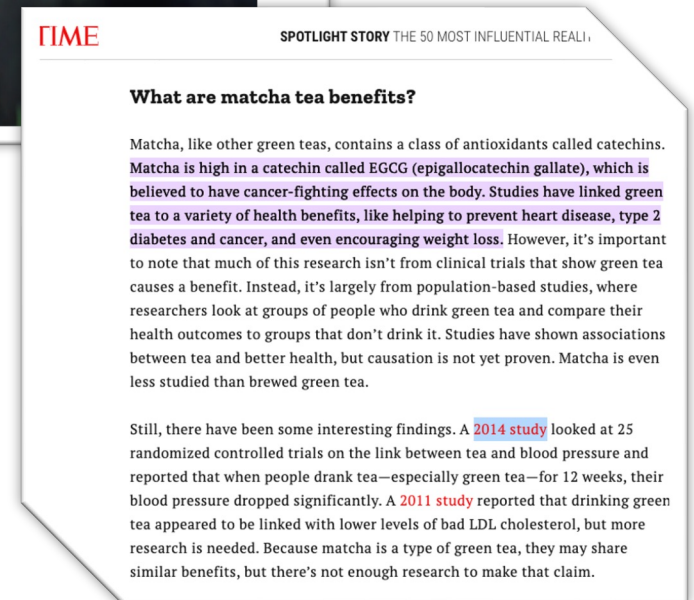 TIME
SPOTLIGHT STORY THE 50 MOST INFLUENTIAL REALI
What are matcha tea benefits?
Matcha, like other green teas, contains a class of antioxidants called catechins.
Matcha is high in a catechin called EGCG (epigallocatechin gallate), which is
believed to have cancer-fighting effects on the body. Studies have linked green
tea to a variety of health benefits, like helping to prevent heart disease, type 2
diabetes and cancer, and even encouraging weight loss. However, it's important
to note that much of this research isn't from clinical trials that show green tea
causes a benefit. Instead, it's largely from population-based studies, where
researchers look at groups of people who drink green tea and compare their
health outcomes to groups that don't drink it. Studies have shown associations
between tea and better health, but causation is not yet proven. Matcha is even
less studied than brewed green tea.
Still, there have been some interesting findings. A 2014 study looked at 25
randomized controlled trials on the link between tea and blood pressure and
reported that when people drank tea—especially green tea—for 12 weeks, their
blood pressure dropped significantly. A 2011 study reported that drinking green
tea appeared to be linked with lower levels of bad LDL cholesterol, but more
research is needed. Because matcha is a type of green tea, they may share
similar benefits, but there's not enough research to make that claim.